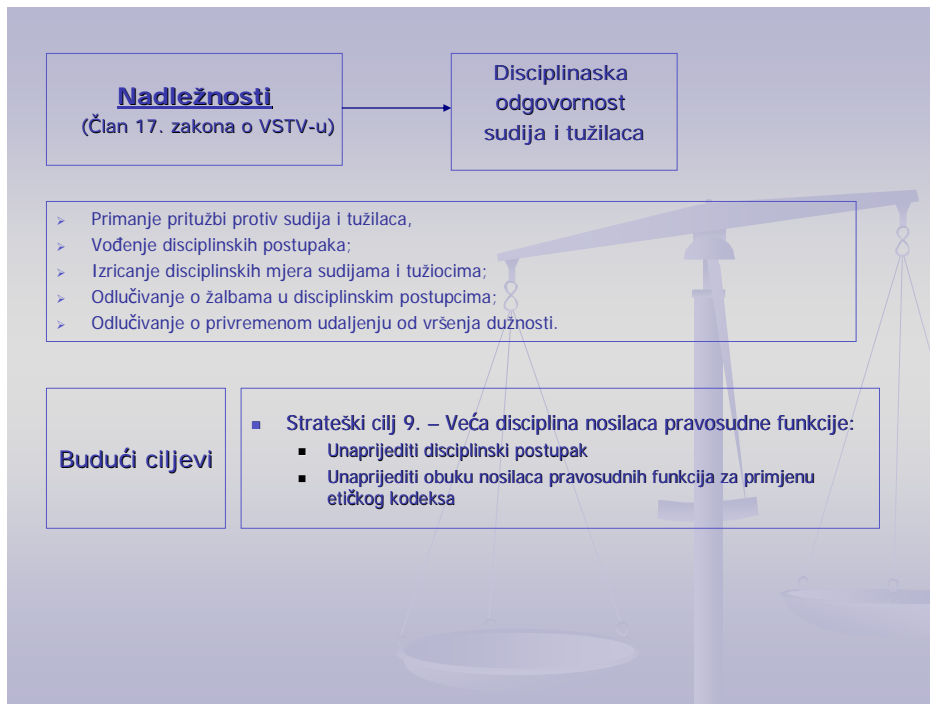 Nadležnosti
(Član 17. zakona o VSTV-u)
Disciplinaska
odgovornost
sudija i tužilaca
Primanje pritužbi protiv sudija i tužilaca,
Vođenje disciplinskih postupaka;
Izricanje disciplinskih mjera sudijama i tužiocima;
Odlučivanje o žalbama u disciplinskim postupcima;
Odlučivanje o privremenom udaljenju od vršenja dužnosti.
Budući ciljevi
Strateški cilj 9. – Veća disciplina nosilaca pravosudne funkcije:
Unaprijediti disciplinski postupak
Unaprijediti obuku nosilaca pravosudnih funkcija za primjenu
etičkog kodeksa